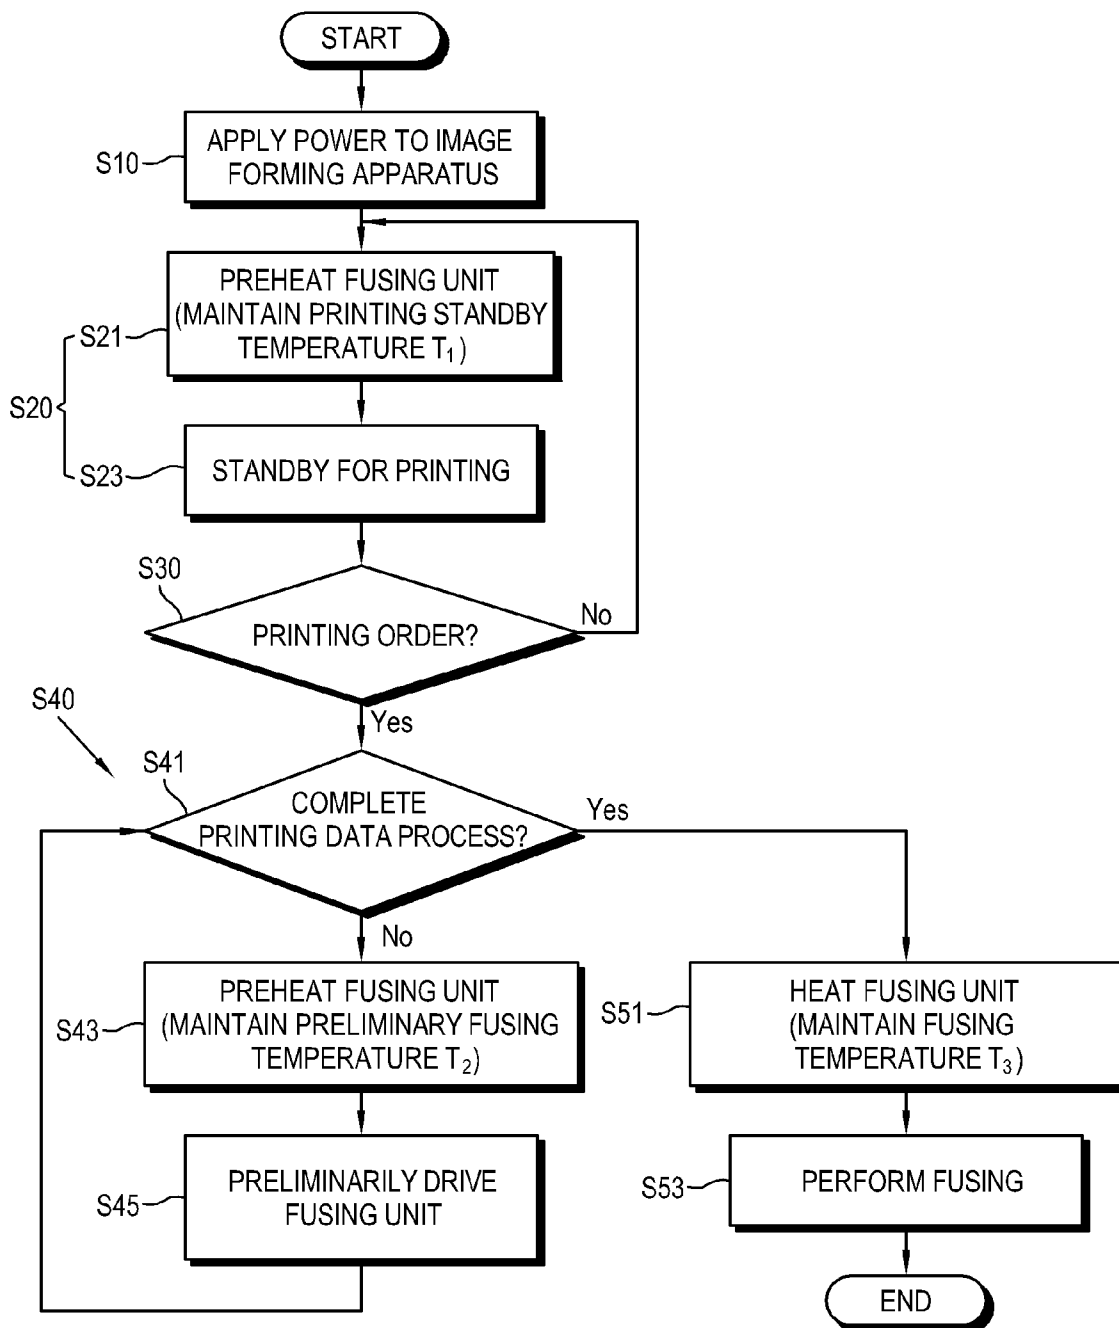 START
S10
APPLY POWER TO IMAGE
FORMING APPARATUS
S20
S21
PREHEAT FUSING UNIT
(MAINTAIN PRINTING STANDBY
TEMPERATURE T₁)
S23
STANDBY FOR PRINTING
S30
PRINTING ORDER?
No
Yes
S40
S41
COMPLETE
PRINTING DATA PROCESS?
Yes
No
S43
PREHEAT FUSING UNIT
(MAINTAIN PRELIMINARY FUSING
TEMPERATURE T₂)
S51
HEAT FUSING UNIT
(MAINTAIN FUSING
TEMPERATURE T₃)
S45
PRELIMINARILY DRIVE
FUSING UNIT
S53
PERFORM FUSING
END